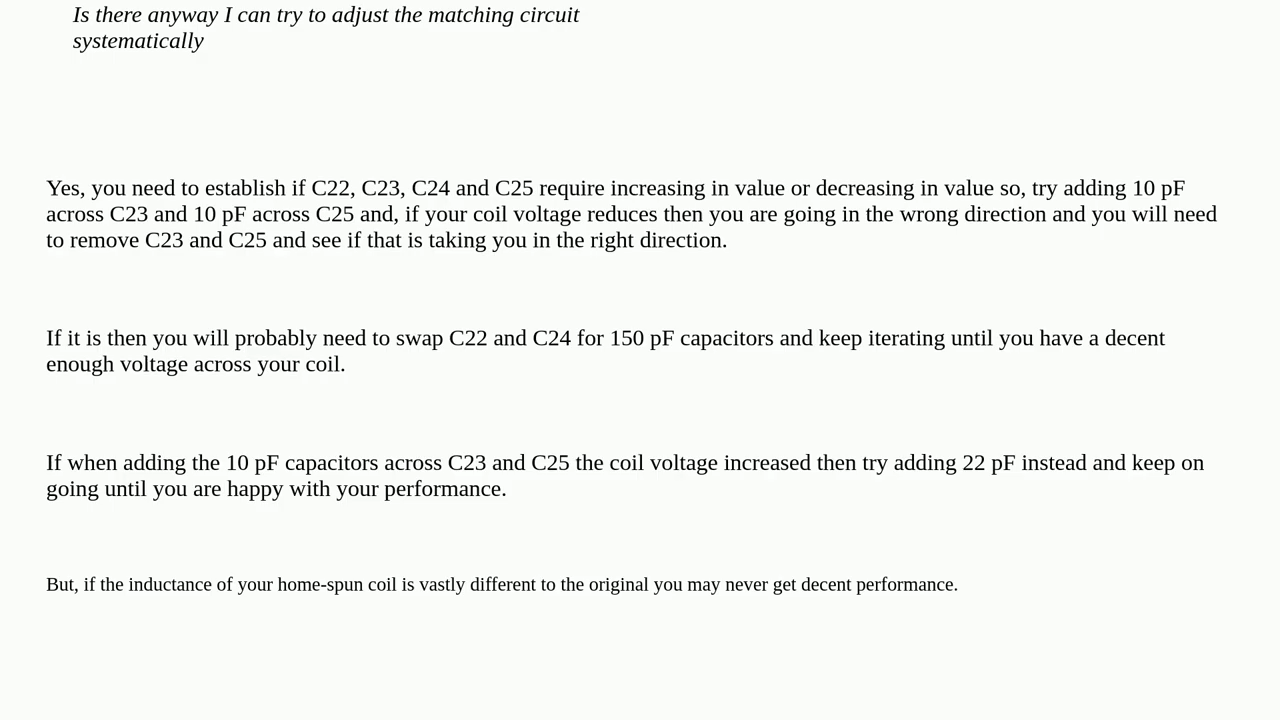 Is there anyway I can try to adjust the matching circuit
systematically
Yes, you need to establish if C22, C23, C24 and C25 require increasing in value or decreasing in value so, try adding 10 pF
across C23 and 10 pF across C25 and, if your coil voltage reduces then you are going in the wrong direction and you will need
to remove C23 and C25 and see if that is taking you in the right direction.
If it is then you will probably need to swap C22 and C24 for 150 pF capacitors and keep iterating until you have a decent
enough voltage across your coil.
If when adding the 10 pF capacitors across C23 and C25 the coil voltage increased then try adding 22 pF instead and keep on
going until you are happy with your performance.
But, if the inductance of your home-spun coil is vastly different to the original you may never get decent performance.